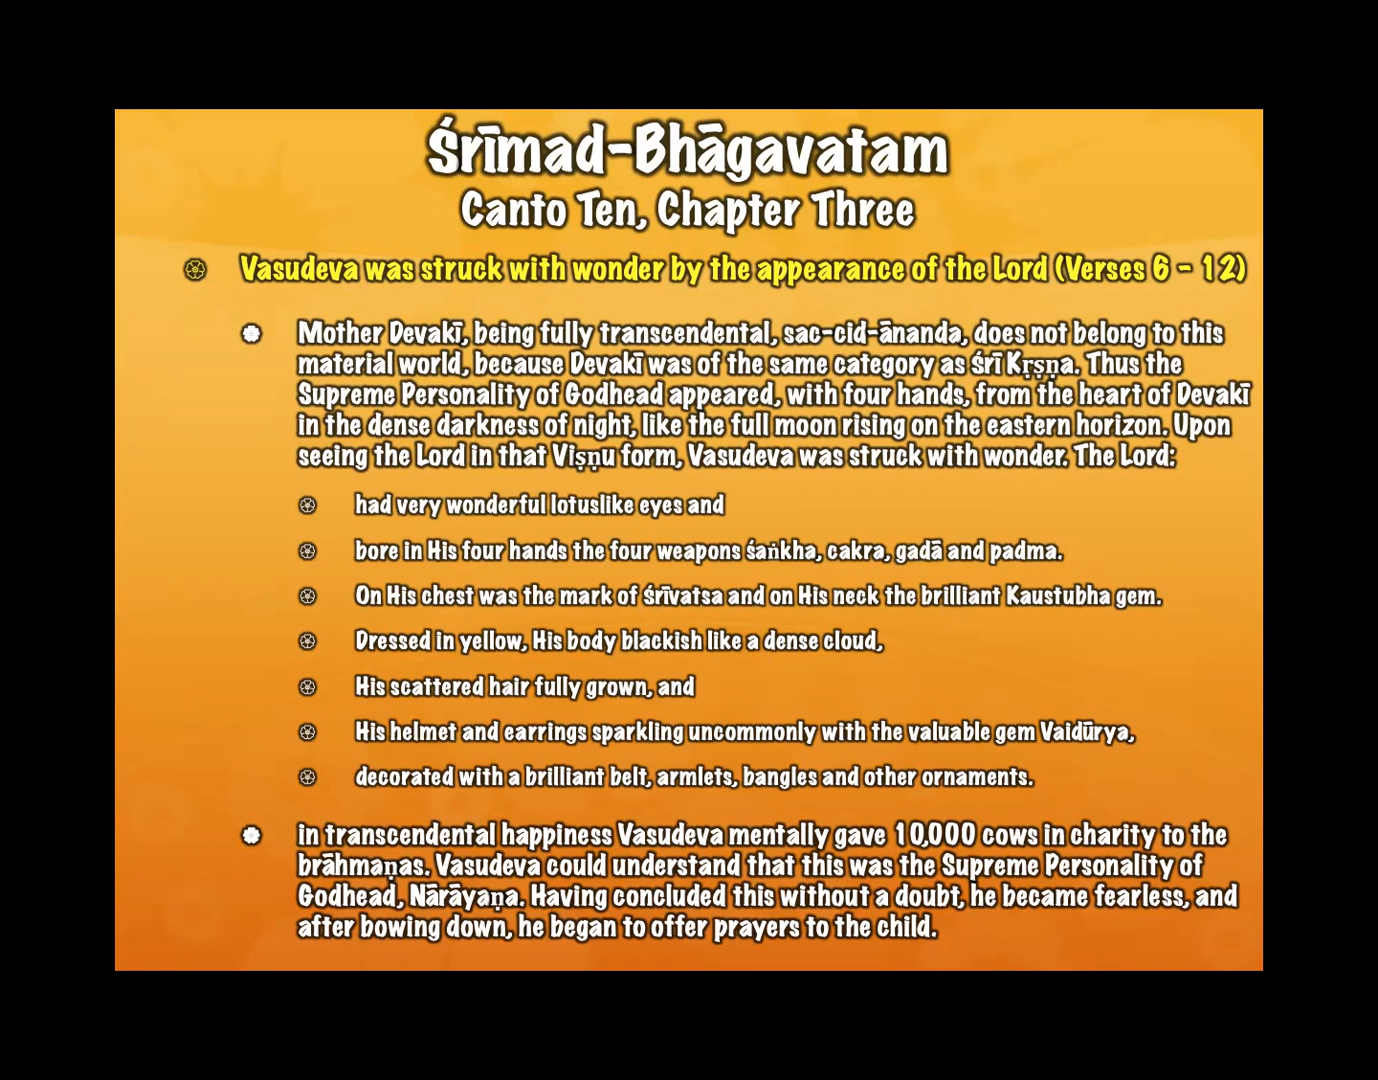 Śrīmad-Bhāgavatam
Canto Ten, Chapter Three
Vasudeva was struck with wonder by the appearance of the Lord (Verses 6 - 12)
Mother Devakī, being fully transcendental, sac-cid-ānanda, does not belong to this
material world, because Devakī was of the same category as śrī Kṛṣṇa. Thus the
Supreme Personality of Godhead appeared, with four hands, from the heart of Devakī
in the dense darkness of night, like the full moon rising on the eastern horizon. Upon
seeing the Lord in that Viṣṇu form, Vasudeva was struck with wonder. The Lord:
had very wonderful lotuslike eyes and
bore in His four hands the four weapons śaṅkha, cakra, gadā and padma.
On His chest was the mark of śrīvatsa and on His neck the brilliant Kaustubha gem.
Dressed in yellow, His body blackish like a dense cloud,
His scattered hair fully grown, and
His helmet and earrings sparkling uncommonly with the valuable gem Vaidūrya,
decorated with a brilliant belt, armlets, bangles and other ornaments.
in transcendental happiness Vasudeva mentally gave 10,000 cows in charity to the
brāhmaṇas. Vasudeva could understand that this was the Supreme Personality of
Godhead, Nārāyaṇa. Having concluded this without a doubt, he became fearless, and
after bowing down, he began to offer prayers to the child.